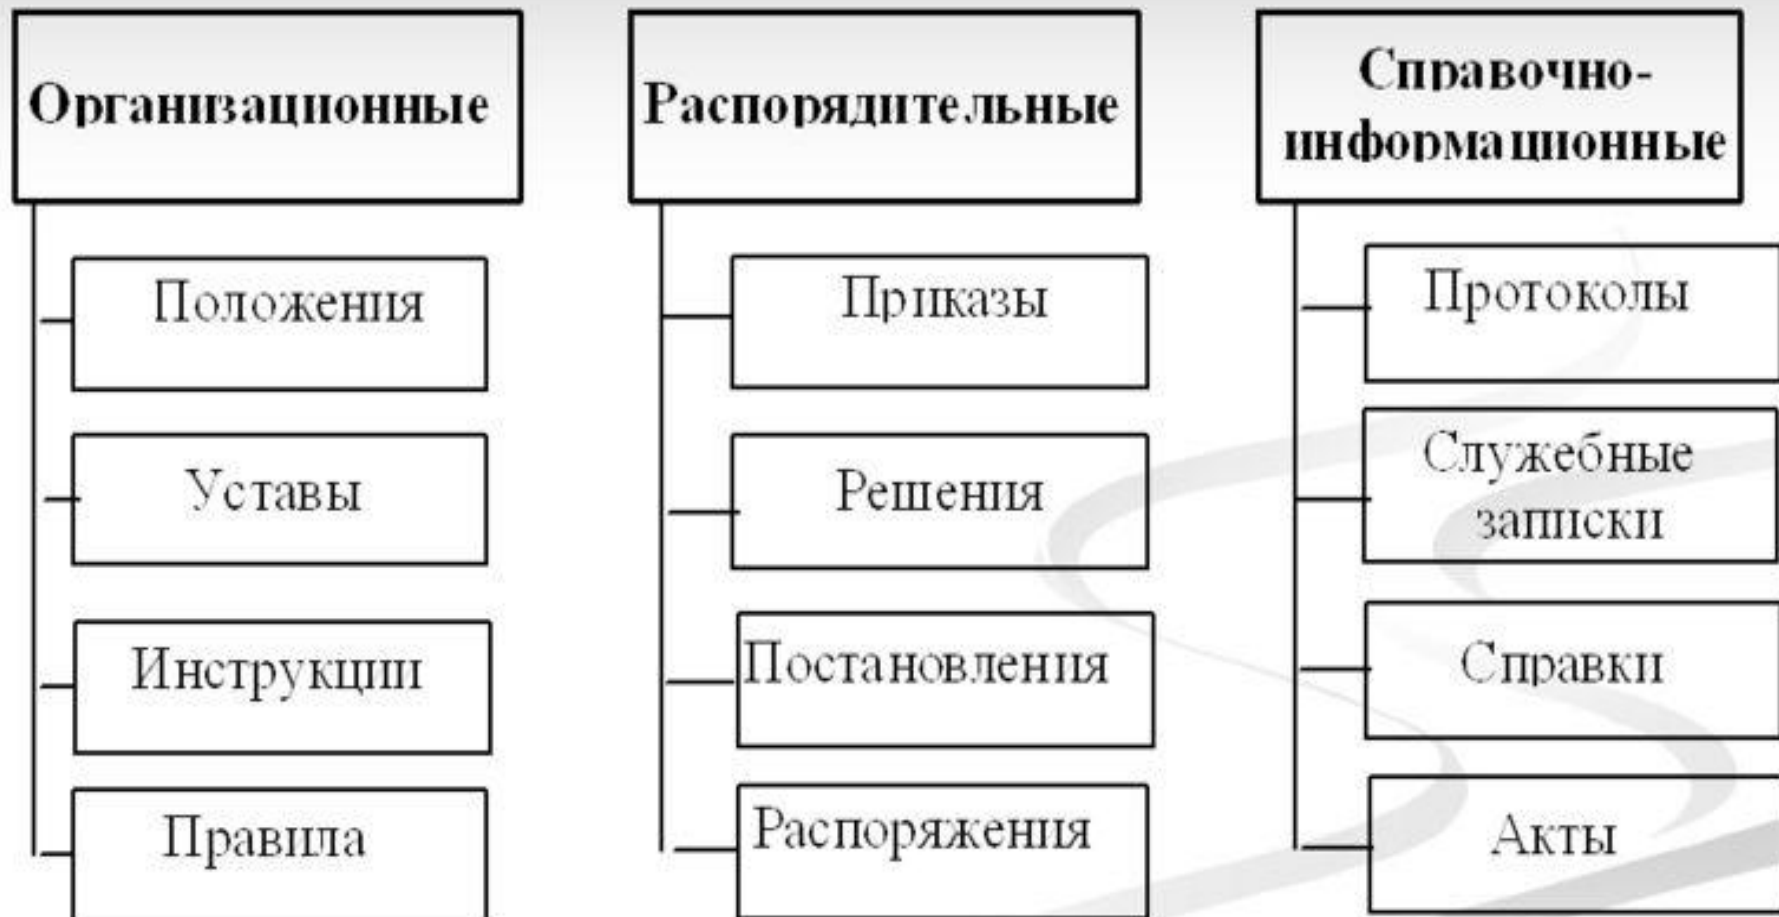 Организационные
Положения
Уставы
Инструкции
Правила
Распорядительные
Приказы
Решения
Постановления
Распоряжения
Справочно-
информационные
Протоколы
Служебные
записки
Справки
Акты